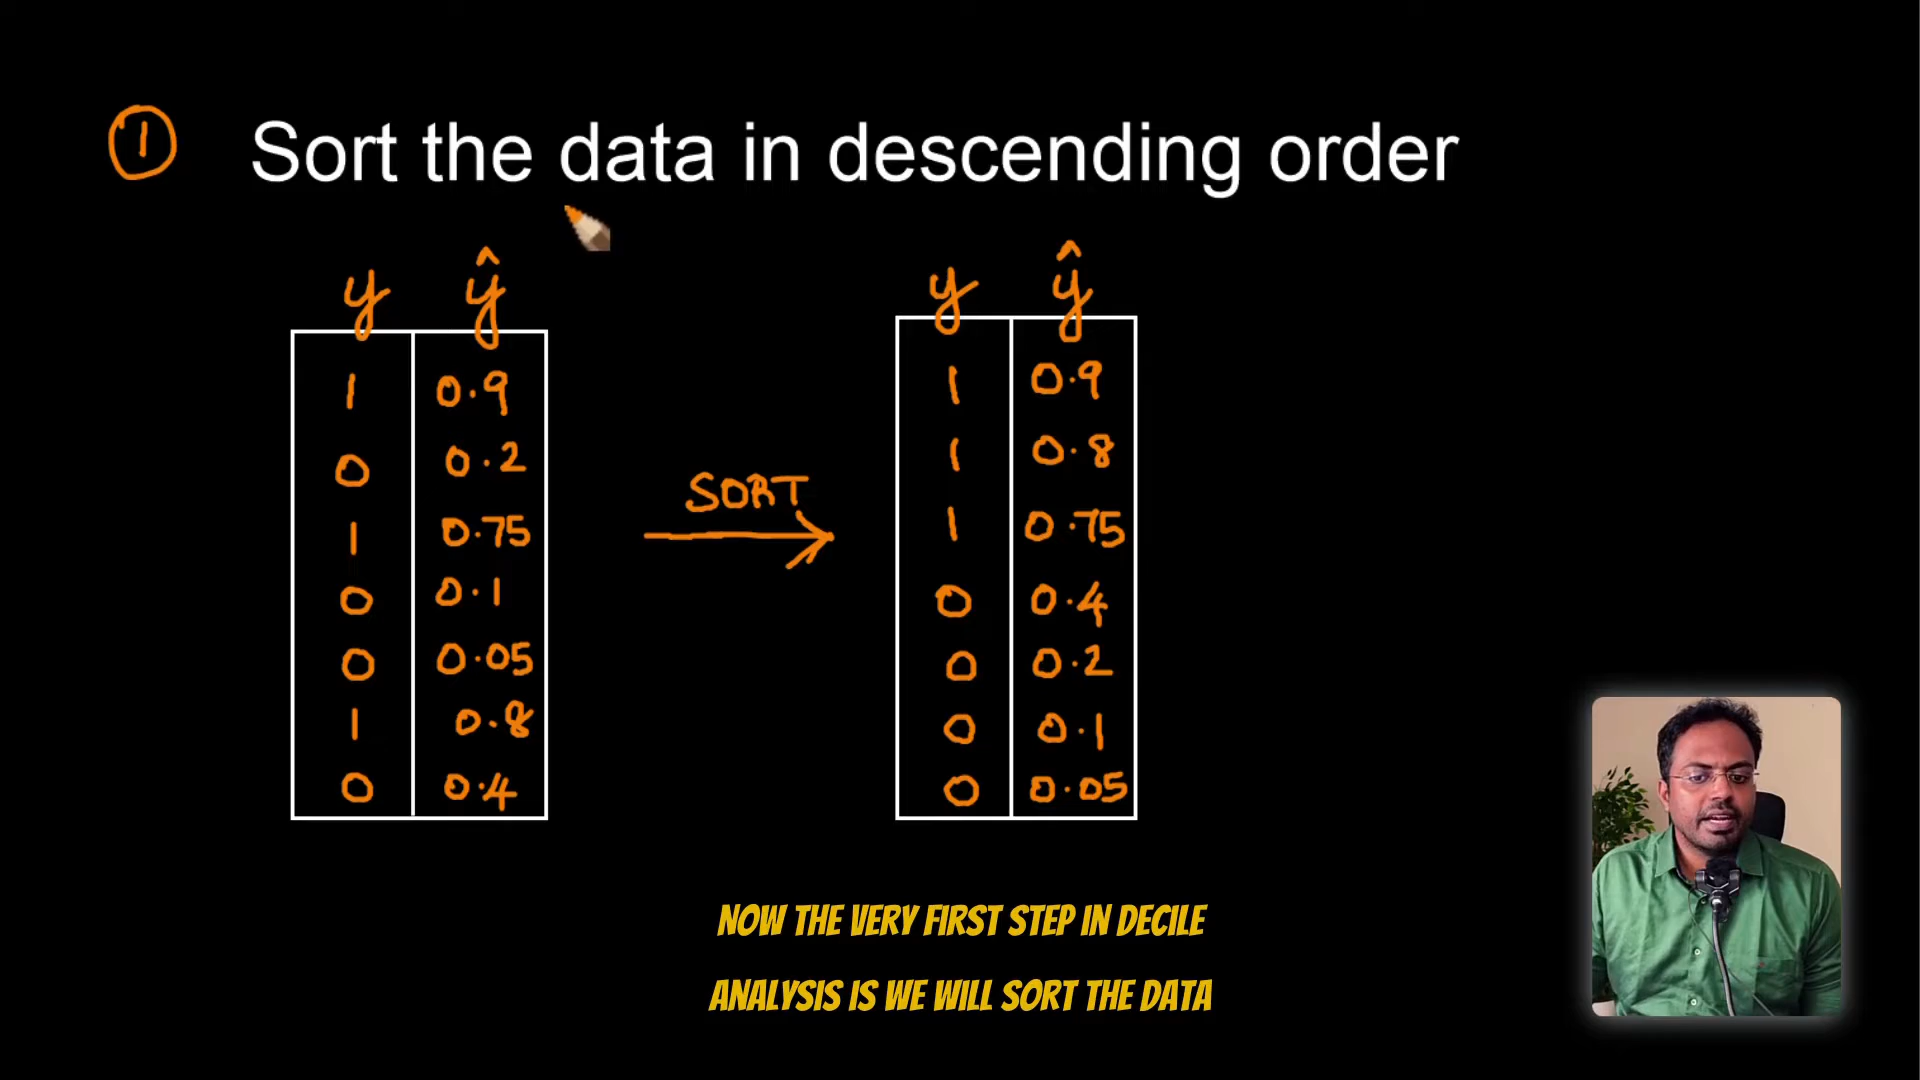 1 Sort the data in descending order
y ŷ y ŷ
1 0.9 1 0.9
0 0.2 1 0.8
SORT
1 0.75 1 0.75
0 0.1 0 0.4
0 0.05 0 0.2
1 0.8 0 0.1
0 0.4 0 0.05
NOW THE VERY FIRST STEP IN DECILE
ANALYSIS IS WE WILL SORT THE DATA